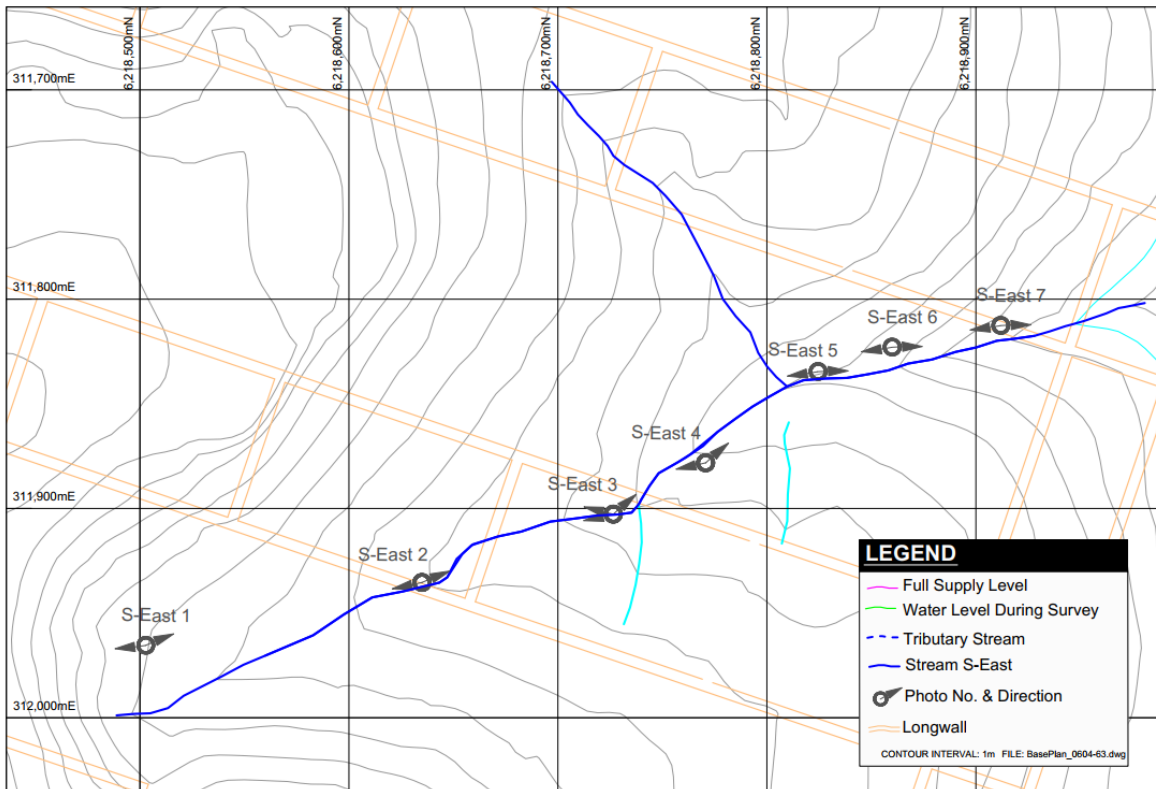 6,218,500mN
6,218,600mN
6,218,700mN
6,218,800mN
6,218,900mN
311,700mE
311,800mE
S-East 7
S-East 6
S-East 5
S-East 4
311,900mE
S-East 3
S-East 2
S-East 1
312,000mE
LEGEND
Full Supply Level
Water Level During Survey
Tributary Stream
Stream S-East
Photo No. & Direction
Longwall
CONTOUR INTERVAL: 1m FILE: BasePlan_0604-63.dwg